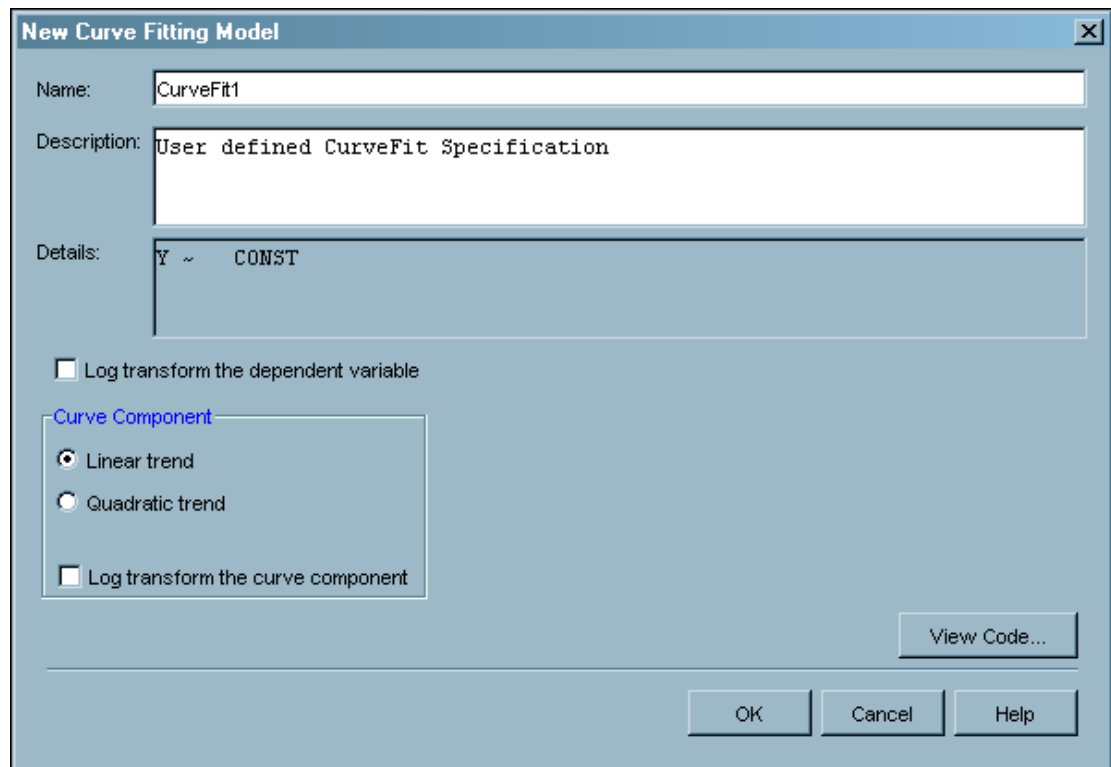 New Curve Fitting Model
Name: CurveFit1
Description: User defined CurveFit Specification
Details: Y ~ CONST
Log transform the dependent variable
Curve Component
Linear trend
Quadratic trend
Log transform the curve component
View Code...
OK Cancel Help